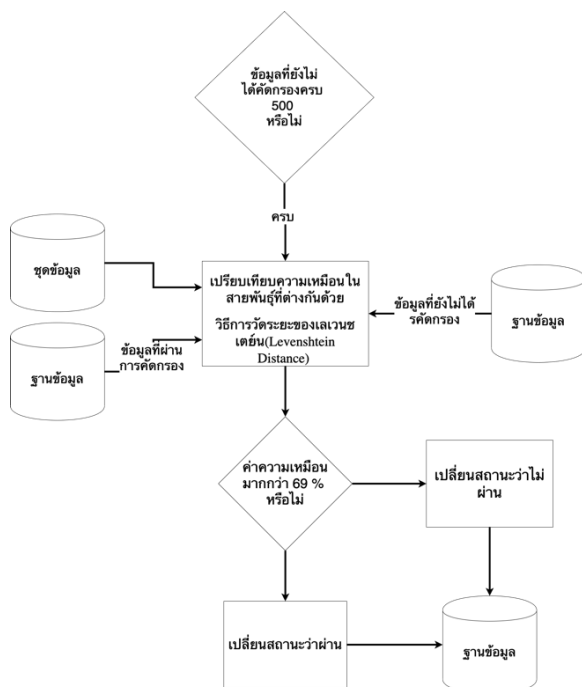 ข้อมูลที่ยังไม่
ได้คัดกรองครบ
500
หรือไม่
ครบ
ชุดข้อมูล
เปรียบเทียบความเหมือนใน
สายพันธุ์ที่ต่างกันด้วย
วิธีการวัดระยะของเลเวนช
เตย์น(Levenshtein
Distance)
ข้อมูลที่ยังไม่ได้
รคัดกรอง
ฐานข้อมูล
ฐานข้อมูล
ข้อมูลที่ผ่าน
การคัดกรอง
ค่าความเหมือน
มากกว่า 69 %
หรือไม่
เปลี่ยนสถานะว่าไม่
ผ่าน
เปลี่ยนสถานะว่าผ่าน
ฐานข้อมูล